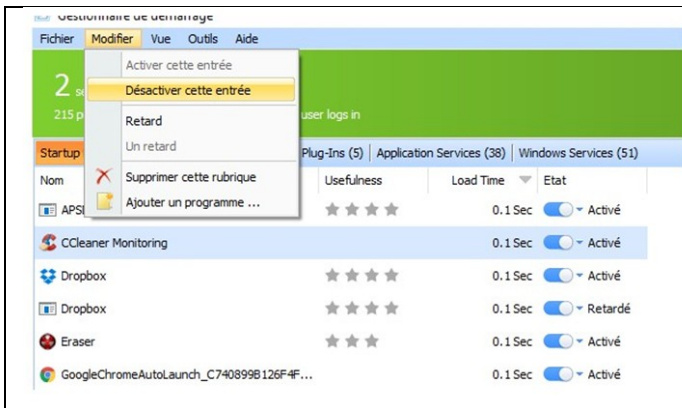 Gestionnaire de démarrage
Fichier Modifier Vue Outils Aide
Activer cette entrée
2
Désactiver cette entrée
215 user logs in
Retard
Un retard
Startup Plug-Ins (5) Application Services (38) Windows Services (51)
Supprimer cette rubrique
Nom Usefulness Load Time Etat
Ajouter un programme ...
0.1 Sec Activé
CCleaner Monitoring 0.1 Sec Activé
Dropbox 0.1 Sec Activé
Dropbox 0.1 Sec Retardé
Eraser 0.1 Sec Activé
GoogleChromeAutoLaunch_C740899B126F4F... 0.1 Sec Activé